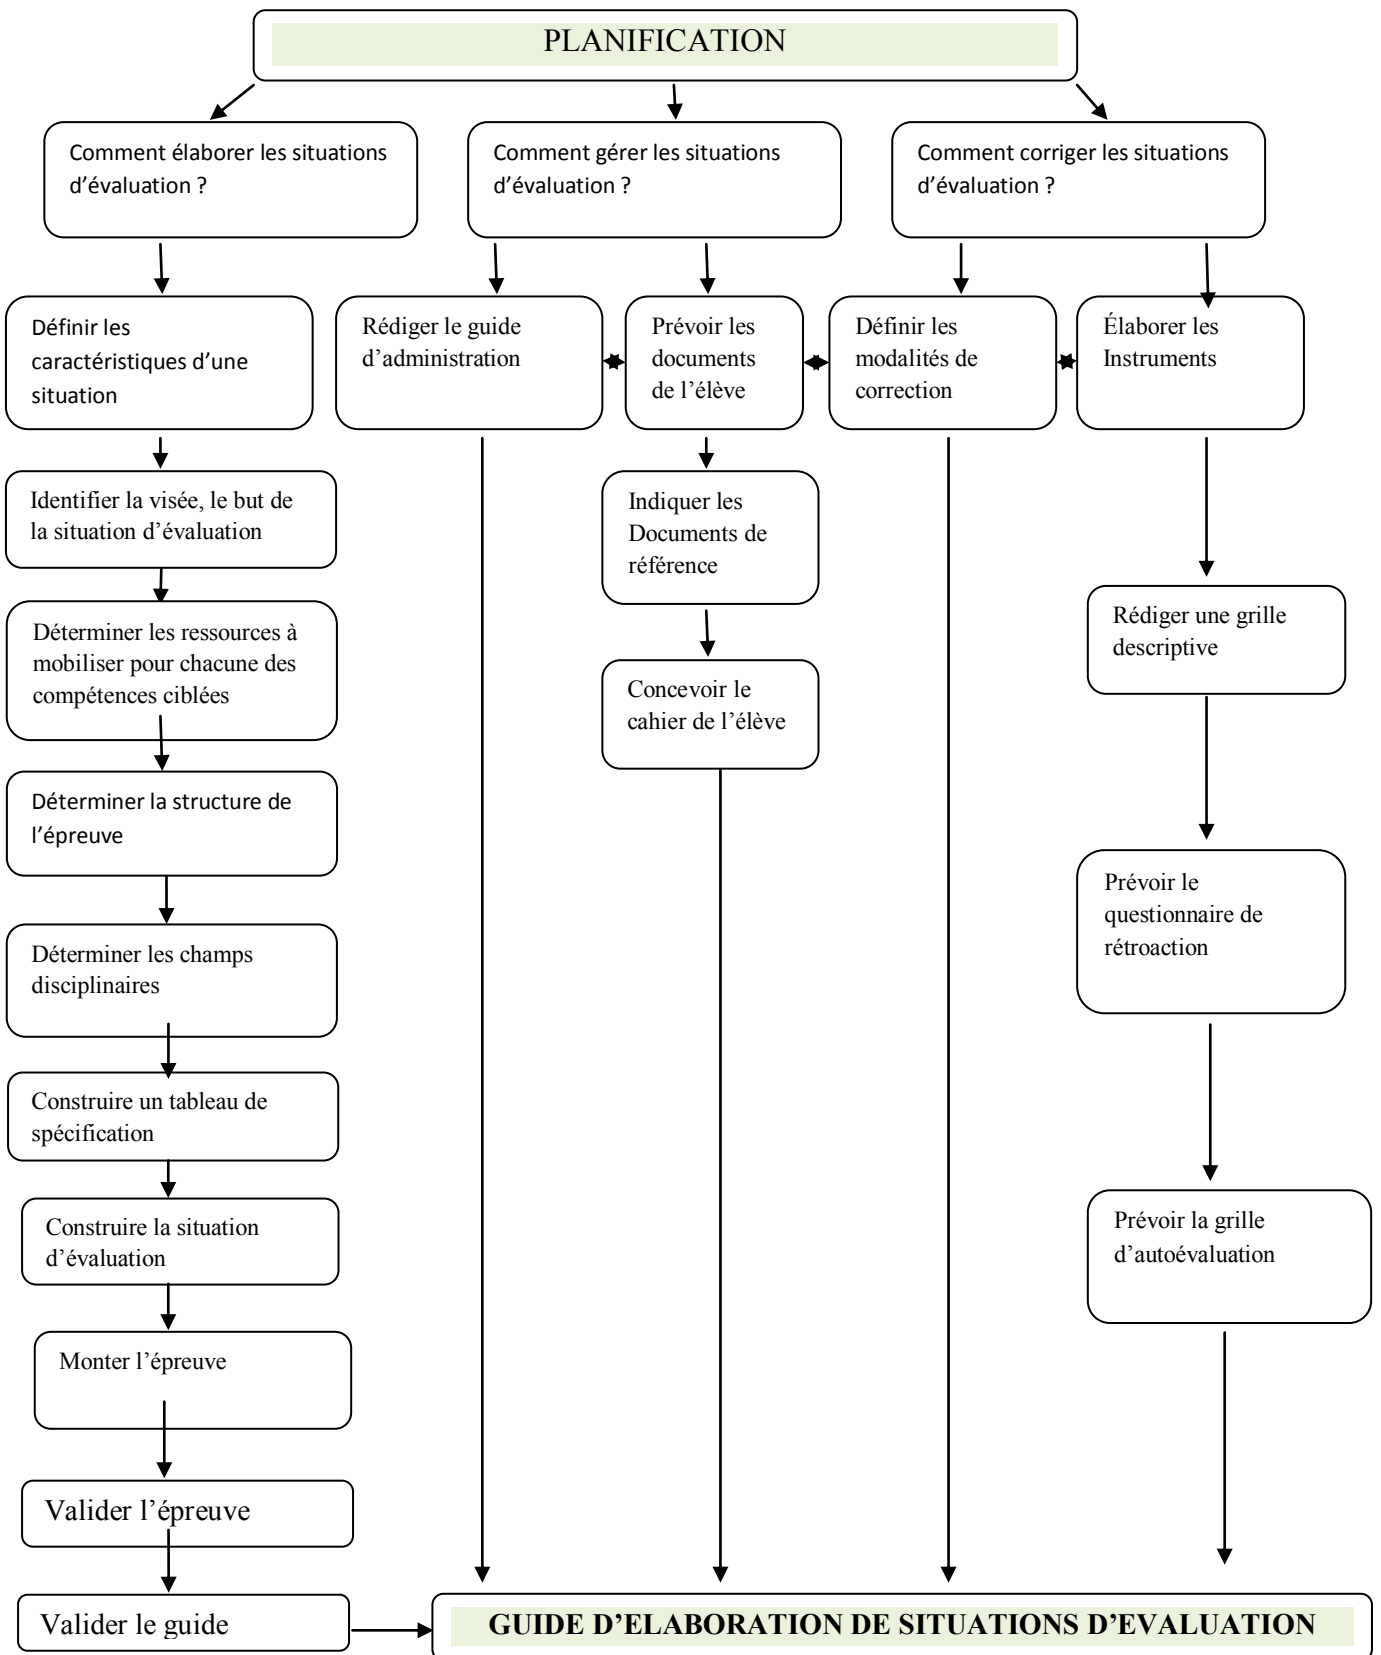 PLANIFICATION
Comment élaborer les situations
d’évaluation ?
Comment gérer les situations
d’évaluation ?
Comment corriger les situations
d’évaluation ?
Définir les
caractéristiques d’une
situation
Rédiger le guide
d’administration
Prévoir les
documents
de l’élève
Définir les
modalités de
correction
Élaborer les
Instruments
Identifier la visée, le but de
la situation d’évaluation
Indiquer les
Documents de
référence
Rédiger une grille
descriptive
Déterminer les ressources à
mobiliser pour chacune des
compétences ciblées
Concevoir le
cahier de l’élève
Déterminer la structure de
l’épreuve
Prévoir le
questionnaire de
rétroaction
Déterminer les champs
disciplinaires
Construire un tableau de
spécification
Construire la situation
d’évaluation
Prévoir la grille
d’autoévaluation
Monter l’épreuve
Valider l’épreuve
Valider le guide
GUIDE D’ELABORATION DE SITUATIONS D’EVALUATION